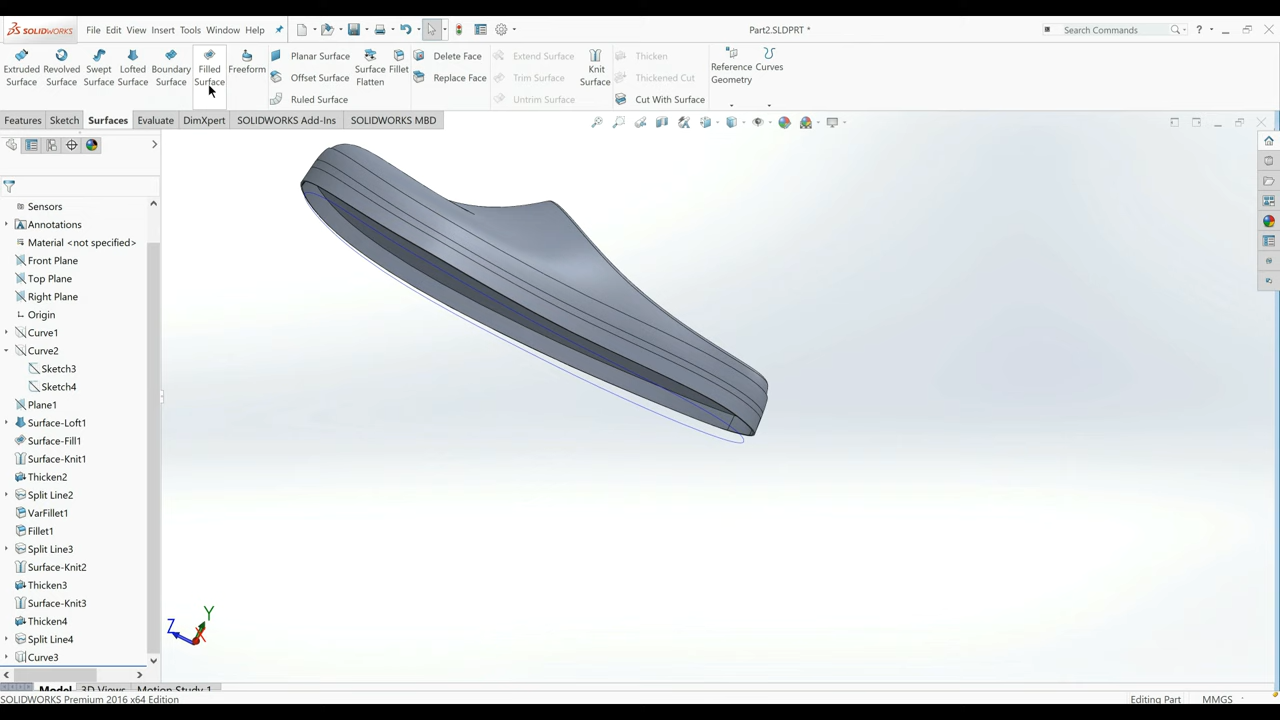 SOLIDWORKS
File Edit View Insert Tools Window Help
Part2.SLDPRT *
Search Commands
Extruded Surface
Revolved Surface
Swept Surface
Lofted Surface
Boundary Surface
Filled Surface
Freeform
Planar Surface
Offset Surface
Ruled Surface
Surface Flatten
Fillet
Delete Face
Replace Face
Extend Surface
Trim Surface
Untrim Surface
Knit Surface
Thicken
Thickened Cut
Cut With Surface
Reference Geometry
Curves
Features Sketch Surfaces Evaluate DimXpert SOLIDWORKS Add-Ins SOLIDWORKS MBD
Sensors
Annotations
Material <not specified>
Front Plane
Top Plane
Right Plane
Origin
Curve1
Curve2
Sketch3
Sketch4
Plane1
Surface-Loft1
Surface-Fill1
Surface-Knit1
Thicken2
Split Line2
VarFillet1
Fillet1
Split Line3
Surface-Knit2
Thicken3
Surface-Knit3
Thicken4
Split Line4
Curve3
Y
Z
X
Model 3D Views Motion Study 1
SOLIDWORKS Premium 2016 x64 Edition
Editing Part
MMGS